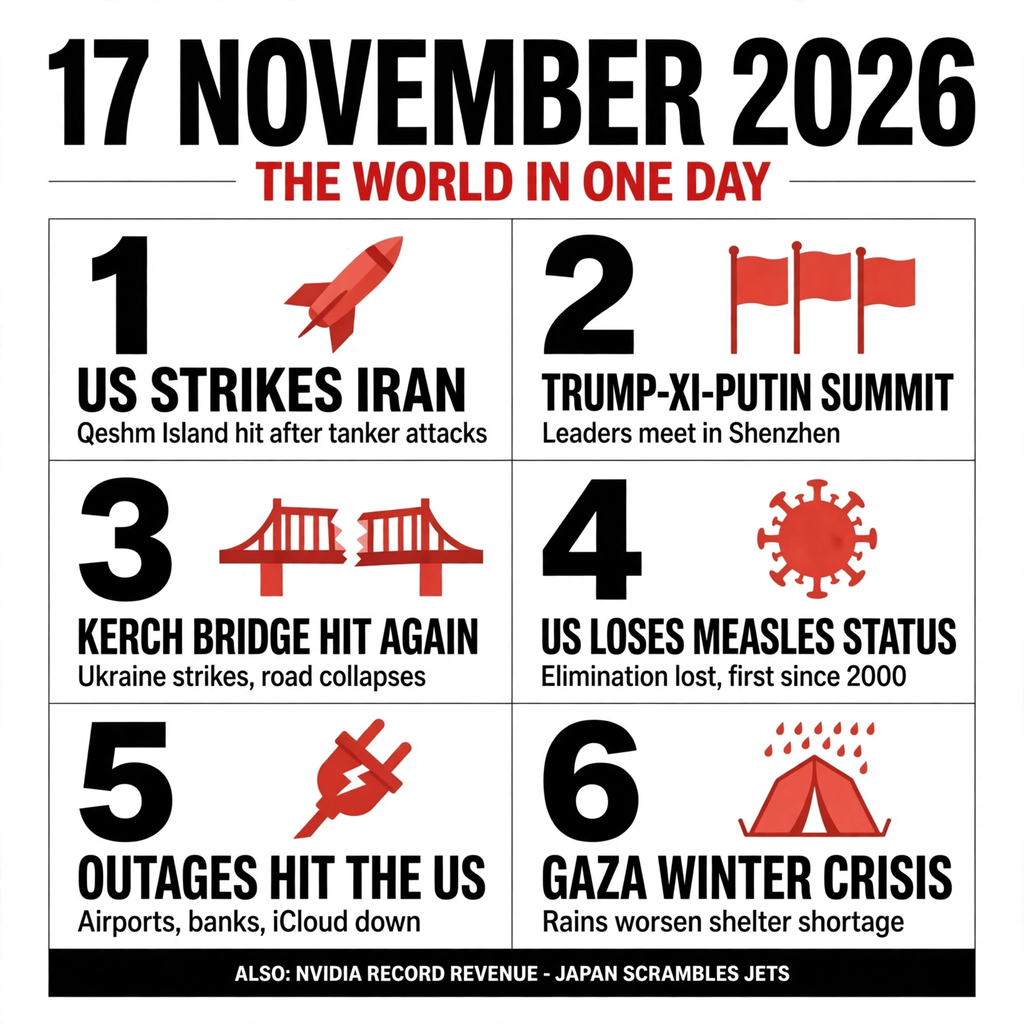 17 NOVEMBER 2026
THE WORLD IN ONE DAY
1
US STRIKES IRAN
Qeshm Island hit after tanker attacks
2
TRUMP-XI-PUTIN SUMMIT
Leaders meet in Shenzhen
3
KERCH BRIDGE HIT AGAIN
Ukraine strikes, road collapses
4
US LOSES MEASLES STATUS
Elimination lost, first since 2000
5
OUTAGES HIT THE US
Airports, banks, iCloud down
6
GAZA WINTER CRISIS
Rains worsen shelter shortage
ALSO: NVIDIA RECORD REVENUE - JAPAN SCRAMBLES JETS